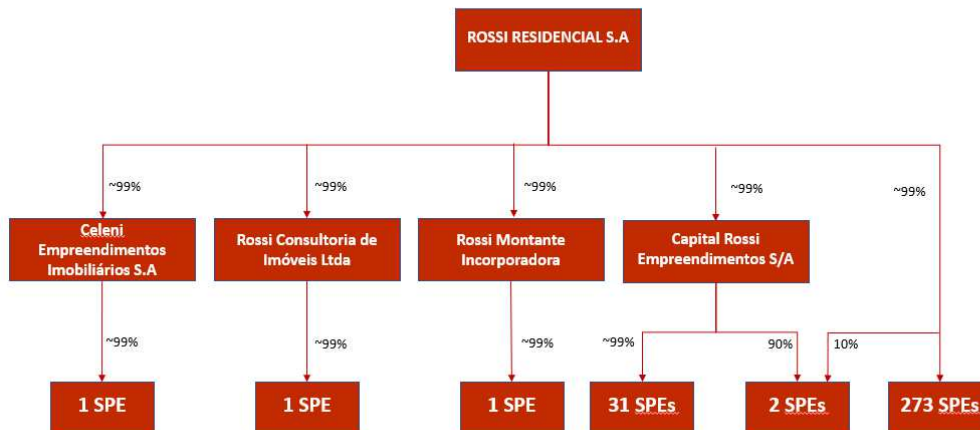 ROSSI RESIDENCIAL S.A
~99%
~99%
~99%
~99%
~99%
Celeni
Empreendimentos
Imobiliários S.A
Rossi Consultoria de
Imóveis Ltda
Rossi Montante
Incorporadora
Capital Rossi
Empreendimentos S/A
~99%
~99%
~99%
~99%
90%
10%
1 SPE
1 SPE
1 SPE
31 SPEs
2 SPEs
273 SPEs